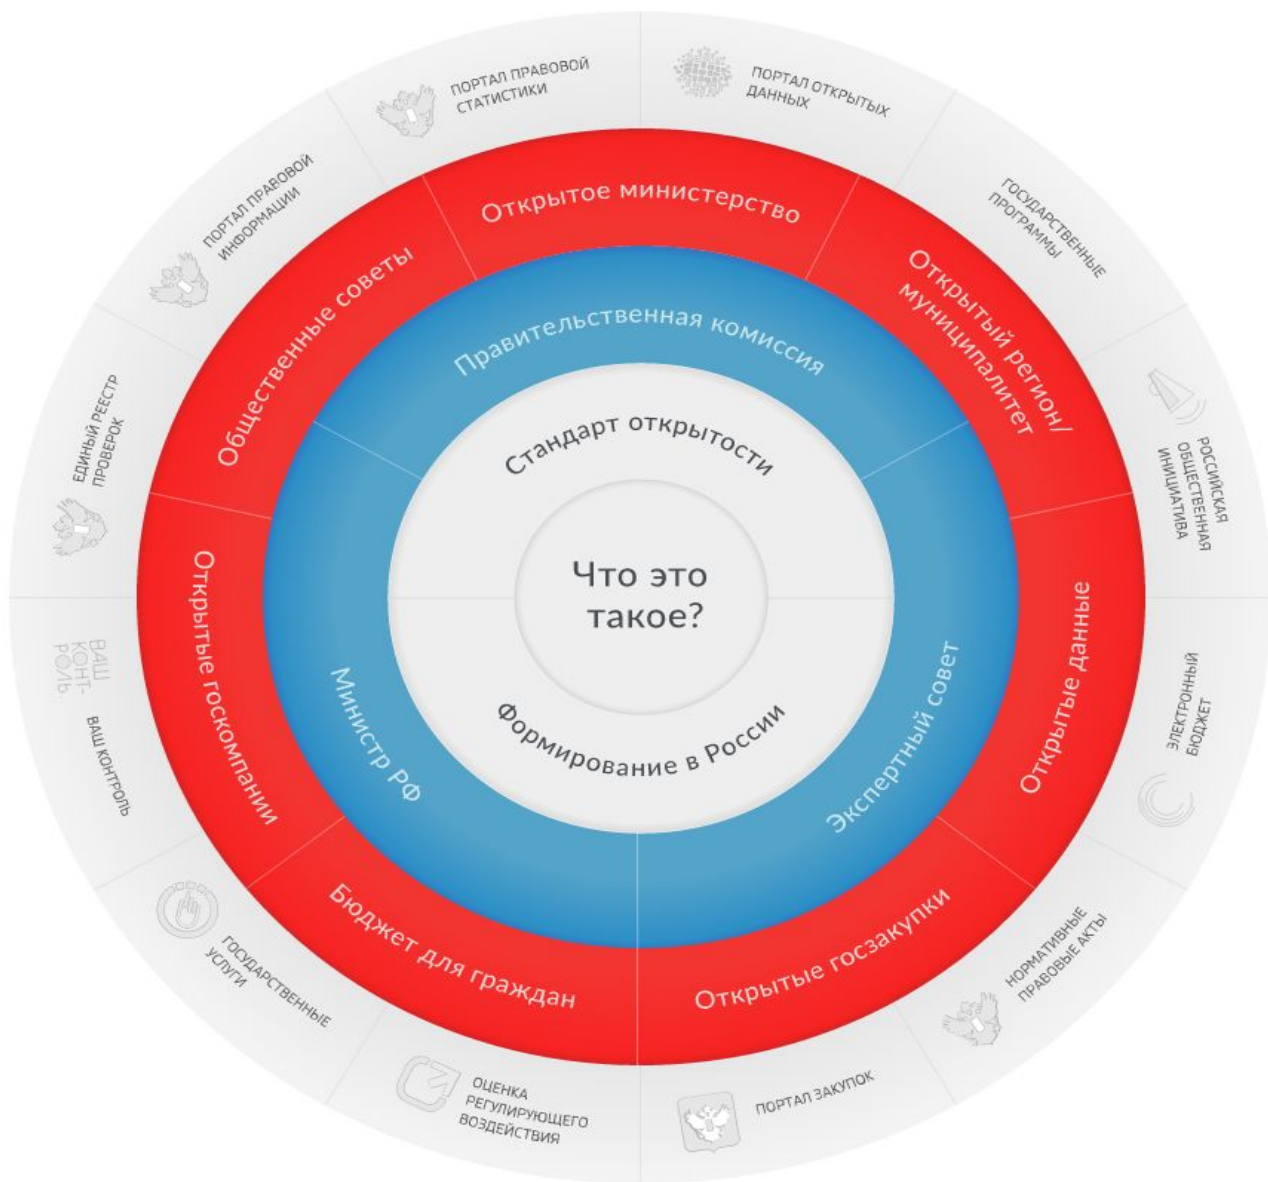 Что это
такое?
Стандарт открытости
Формирование в России
Правительственная комиссия
Экспертный совет
Министр РФ
Открытое министерство
Открытый регион/
муниципалитет
Открытые данные
Открытые госзакупки
Бюджет для граждан
Открытые госкомпании
Общественные советы
ПОРТАЛ ОТКРЫТЫХ
ДАННЫХ
ГОСУДАРСТВЕННЫЕ
ПРОГРАММЫ
РОССИЙСКАЯ
ОБЩЕСТВЕННАЯ
ИНИЦИАТИВА
ЭЛЕКТРОННЫЙ
БЮДЖЕТ
НОРМАТИВНЫЕ
ПРАВОВЫЕ АКТЫ
ПОРТАЛ ЗАКУПОК
ОЦЕНКА
РЕГУЛИРУЮЩЕГО
ВОЗДЕЙСТВИЯ
ГОСУДАРСТВЕННЫЕ
УСЛУГИ
ВАШ
КОНТ-
РОЛЬ.
ВАШ КОНТРОЛЬ
ЕДИНЫЙ РЕЕСТР
ПРОВЕРОК
ПОРТАЛ ПРАВОВОЙ
ИНФОРМАЦИИ
ПОРТАЛ ПРАВОВОЙ
СТАТИСТИКИ